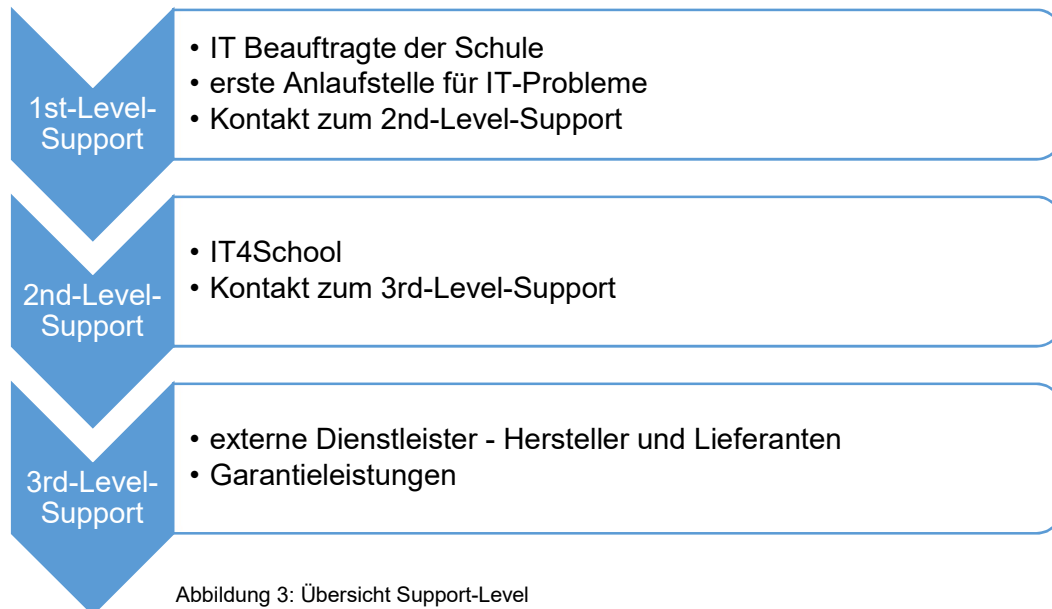 1st-Level-
Support
• IT Beauftragte der Schule
• erste Anlaufstelle für IT-Probleme
• Kontakt zum 2nd-Level-Support
2nd-Level-
Support
• IT4School
• Kontakt zum 3rd-Level-Support
3rd-Level-
Support
• externe Dienstleister - Hersteller und Lieferanten
• Garantieleistungen
Abbildung 3: Übersicht Support-Level